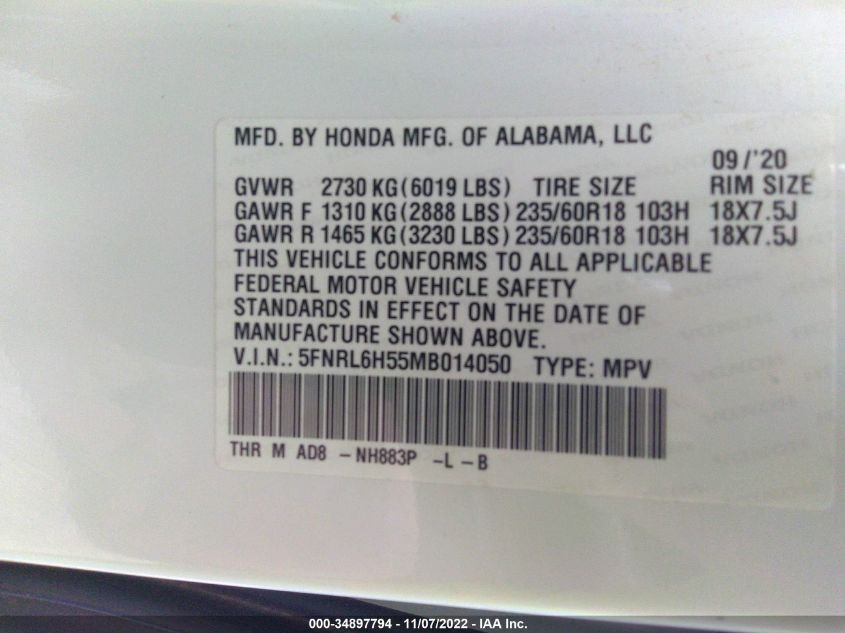 MFD. BY HONDA MFG. OF ALABAMA, LLC
09/'20
GVWR 2730 KG (6019 LBS) TIRE SIZE RIM SIZE
GAWR F 1310 KG (2888 LBS) 235/60R18 103H 18X7.5J
GAWR R 1465 KG (3230 LBS) 235/60R18 103H 18X7.5J
THIS VEHICLE CONFORMS TO ALL APPLICABLE
FEDERAL MOTOR VEHICLE SAFETY
STANDARDS IN EFFECT ON THE DATE OF
MANUFACTURE SHOWN ABOVE.
V.I.N.: 5FNRL6H55MB014050 TYPE: MPV
THR M AD8 -NH883P -L -B
000-34897794 - 11/07/2022 - IAA Inc.